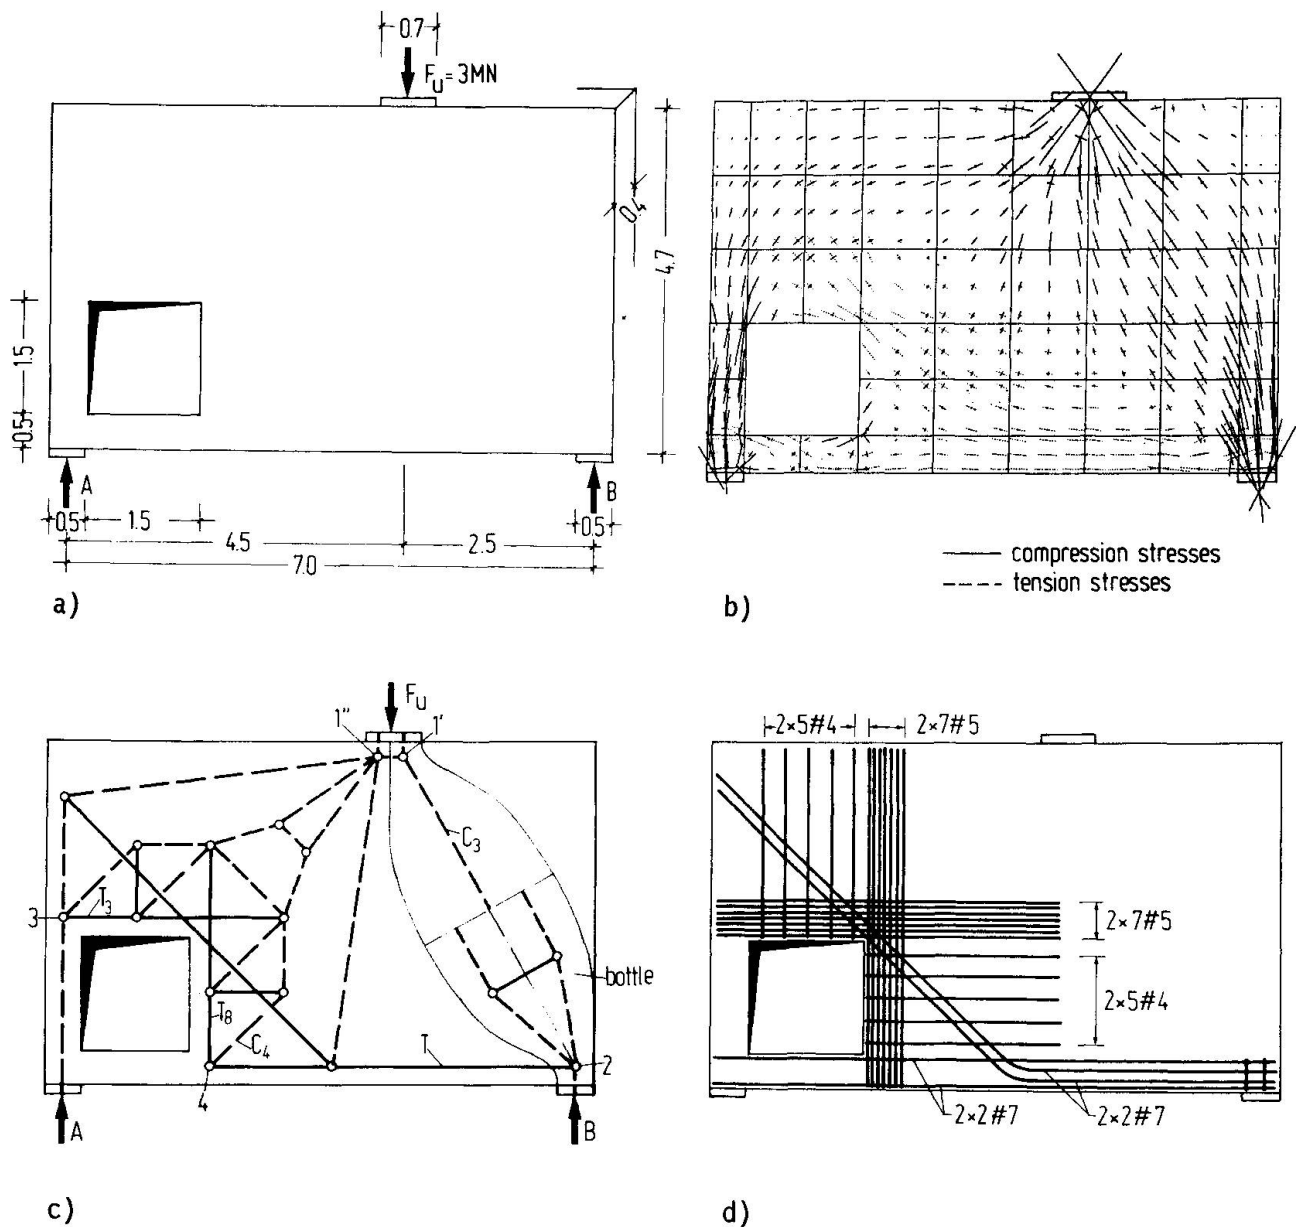 0.7
F_u = 3MN
0.4
4.7
1.5
0.5
A
B
0.5
1.5
0.5
4.5
2.5
7.0
a)
compression stresses
tension stresses
b)
F_u
1"
1'
C_3
3
T_3
bottle
T_8
C_4
T
2
4
A
B
c)
2×5#4
2×7#5
2×7#5
2×5#4
2×2#7
2×2#7
d)